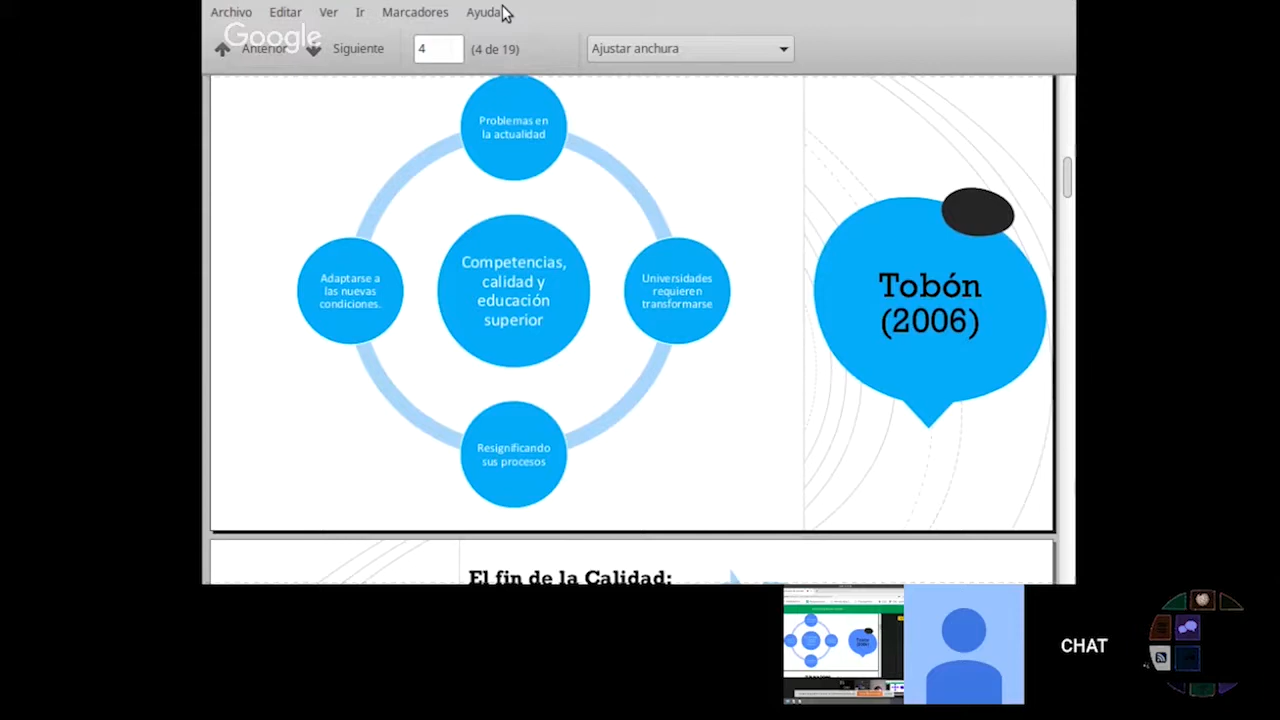 Archivo Editar Ver Ir Marcadores Ayuda
Google
Anterior Siguiente 4 (4 de 19) Ajustar anchura
Problemas en
la actualidad
Adaptarse a
las nuevas
condiciones.
Competencias,
calidad y
educación
superior
Universidades
requieren
transformarse
Resignificando
sus procesos
Tobón
(2006)
El fin de la Calidad:
Tobón
(2006)
CHAT